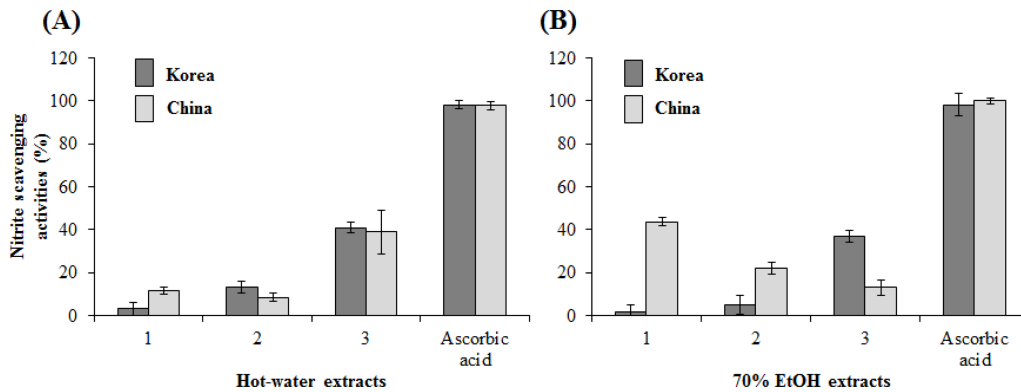 (A)
Nitrite scavenging
activities (%)
120
100
80
60
40
20
0
Korea
China
1
2
3
Ascorbic
acid
Hot-water extracts
(B)
120
100
80
60
40
20
0
Korea
China
1
2
3
Ascorbic
acid
70% EtOH extracts